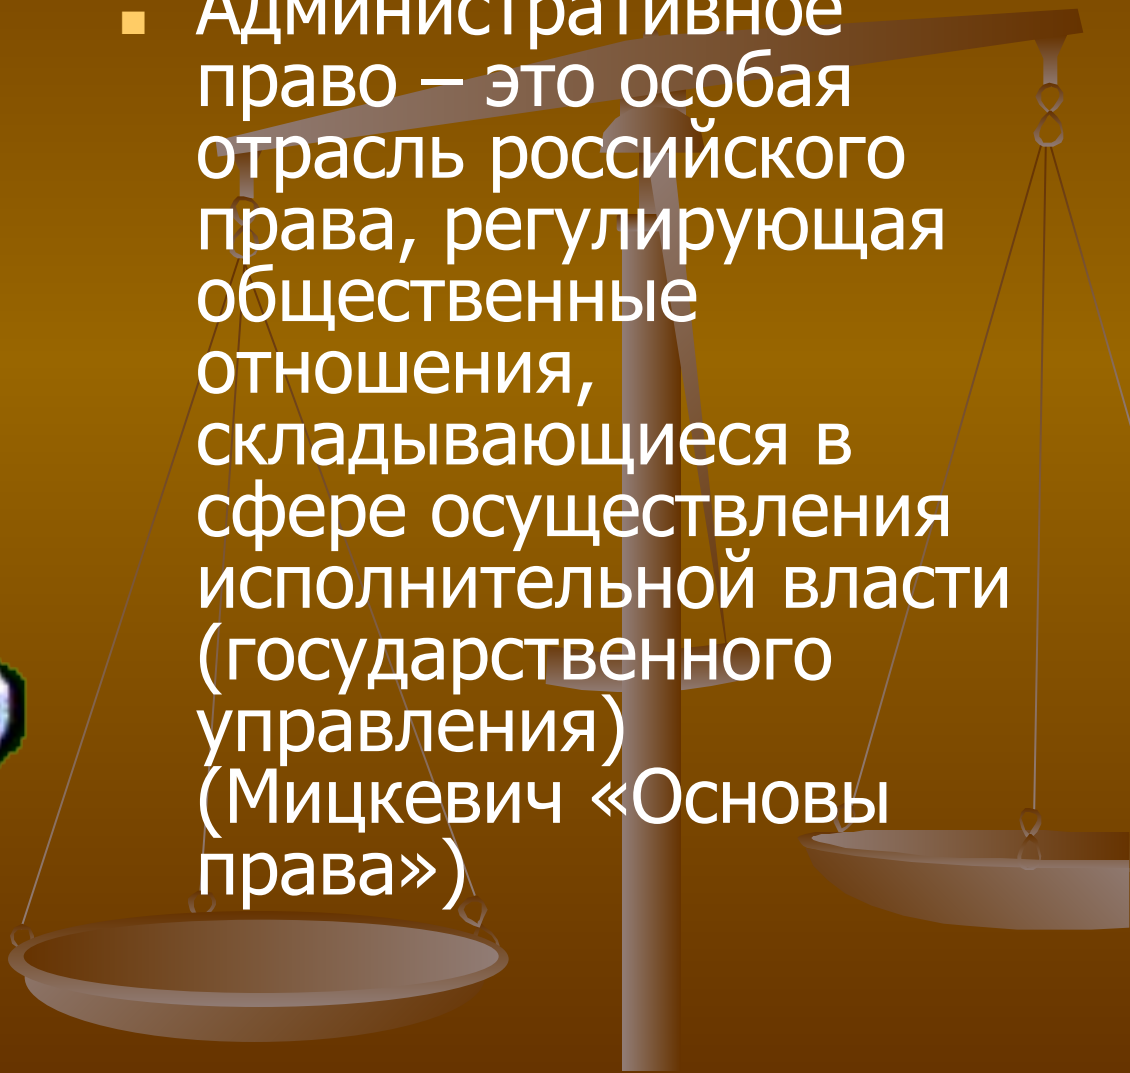 Административное
право – это особая
отрасль российского
права, регулирующая
общественные
отношения,
складывающиеся в
сфере осуществления
исполнительной власти
(государственного
управления)
(Мицкевич «Основы
права»)